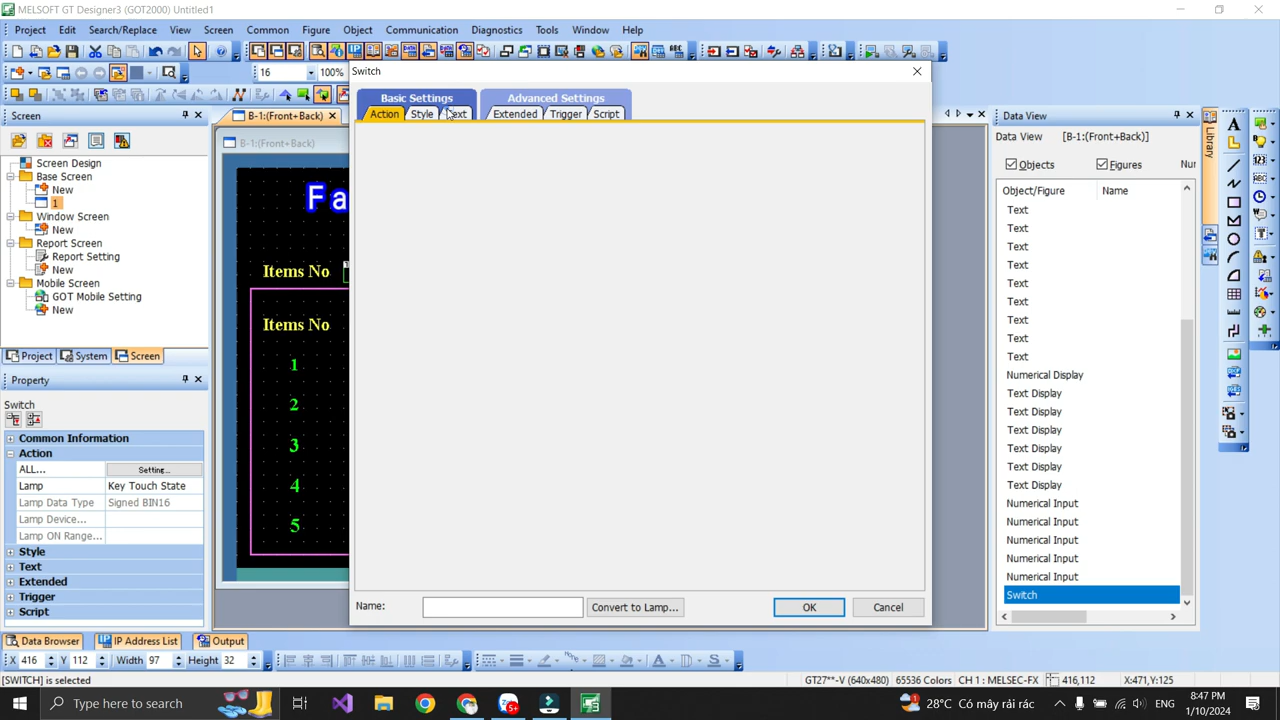 MELSOFT GT Designer3 (GOT2000) Untitled1
Project Edit Search/Replace View Screen Common Figure Object Communication Diagnostics Tools Window Help
16 100%
Switch
Screen
B-1:(Front+Back)
B-1:(Front+Back)
Basic Settings Advanced Settings
Action Style Text Extended Trigger Script
Screen Design
Base Screen
New
1
Window Screen
New
Report Screen
Report Setting
New
Mobile Screen
GOT Mobile Setting
New
Project System Screen
Fa
Items No
Items No
1
2
3
4
5
Property
Switch
Common Information
Action
ALL... Setting...
Lamp Key Touch State
Lamp Data Type Signed BIN16
Lamp Device...
Lamp ON Range...
Style
Text
Extended
Trigger
Script
Name: Convert to Lamp... OK Cancel
Data View
Data View [B-1:(Front+Back)]
Objects Figures Nur
Object/Figure Name
Text
Text
Text
Text
Text
Text
Text
Text
Text
Numerical Display
Text Display
Text Display
Text Display
Text Display
Text Display
Text Display
Numerical Input
Numerical Input
Numerical Input
Numerical Input
Numerical Input
Switch
Library
Data Browser IP Address List Output
X 416 Y 112 Width 97 Height 32
[SWITCH] is selected GT27**-V (640x480) 65536 Colors CH 1 : MELSEC-FX 416,112 X:471,Y:125
Type here to search
28°C Có mây rải rác ENG 8:47 PM 1/10/2024